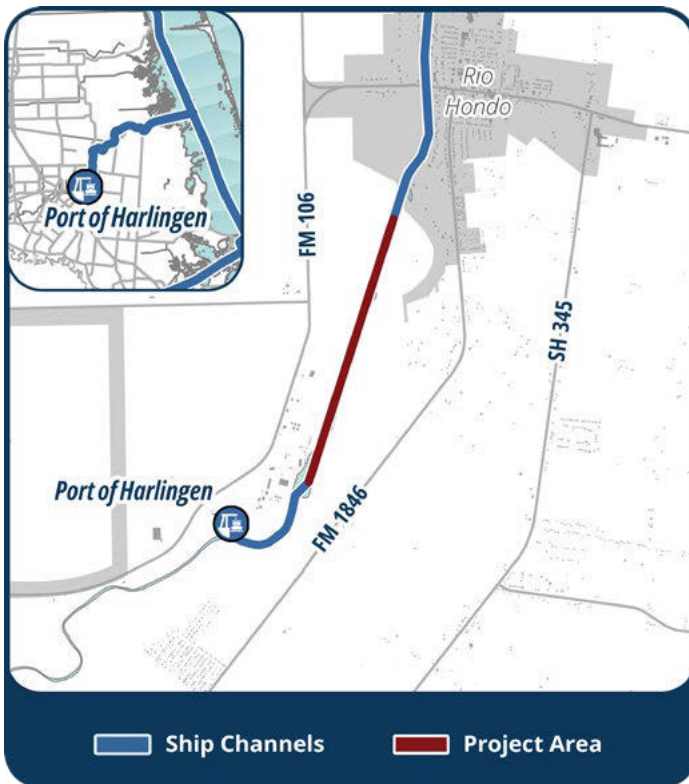 Port of Harlingen
Rio
Hondo
FM 106
SH 345
Port of Harlingen
FM 1846
Ship Channels
Project Area